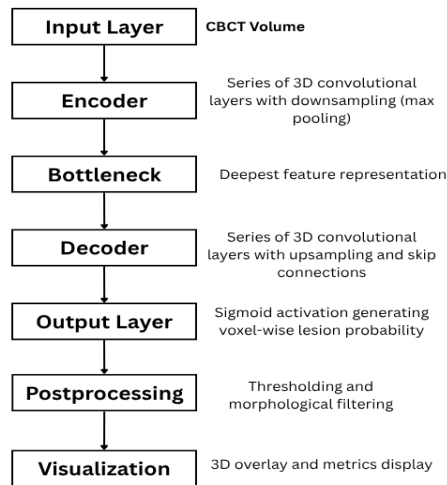 Input Layer
CBCT Volume
Encoder
Series of 3D convolutional
layers with downsampling (max
pooling)
Bottleneck
Deepest feature representation
Decoder
Series of 3D convolutional
layers with upsampling and skip
connections
Output Layer
Sigmoid activation generating
voxel-wise lesion probability
Postprocessing
Thresholding and
morphological filtering
Visualization
3D overlay and metrics display